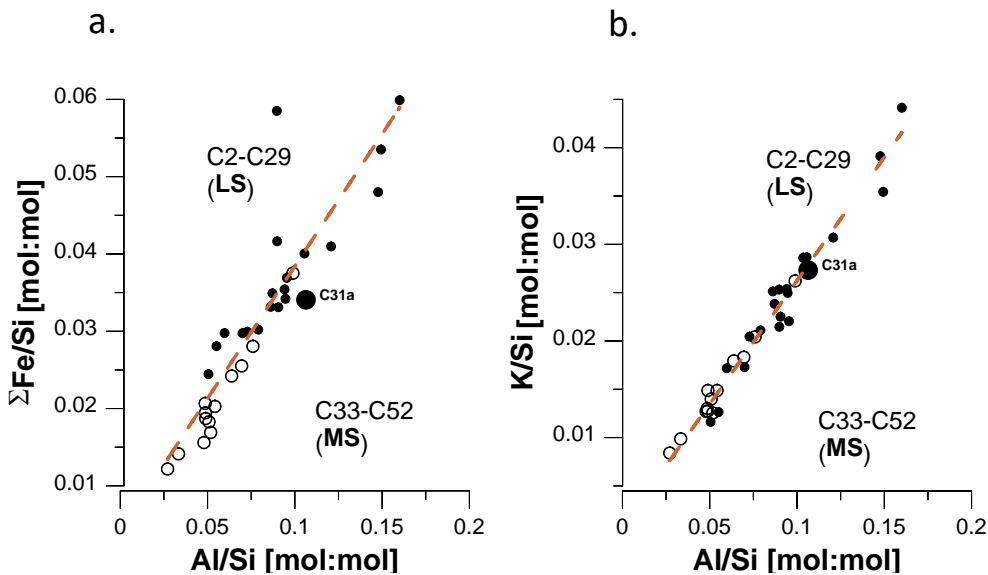 a.
0.06
0.05
0.04
0.03
0.02
0.01
ΣFe/Si [mol:mol]
C2-C29
(LS)
C31a
C33-C52
(MS)
0
0.05
0.1
0.15
0.2
Al/Si [mol:mol]
b.
0.04
0.03
0.02
0.01
K/Si [mol:mol]
C2-C29
(LS)
C31a
C33-C52
(MS)
0
0.05
0.1
0.15
0.2
Al/Si [mol:mol]